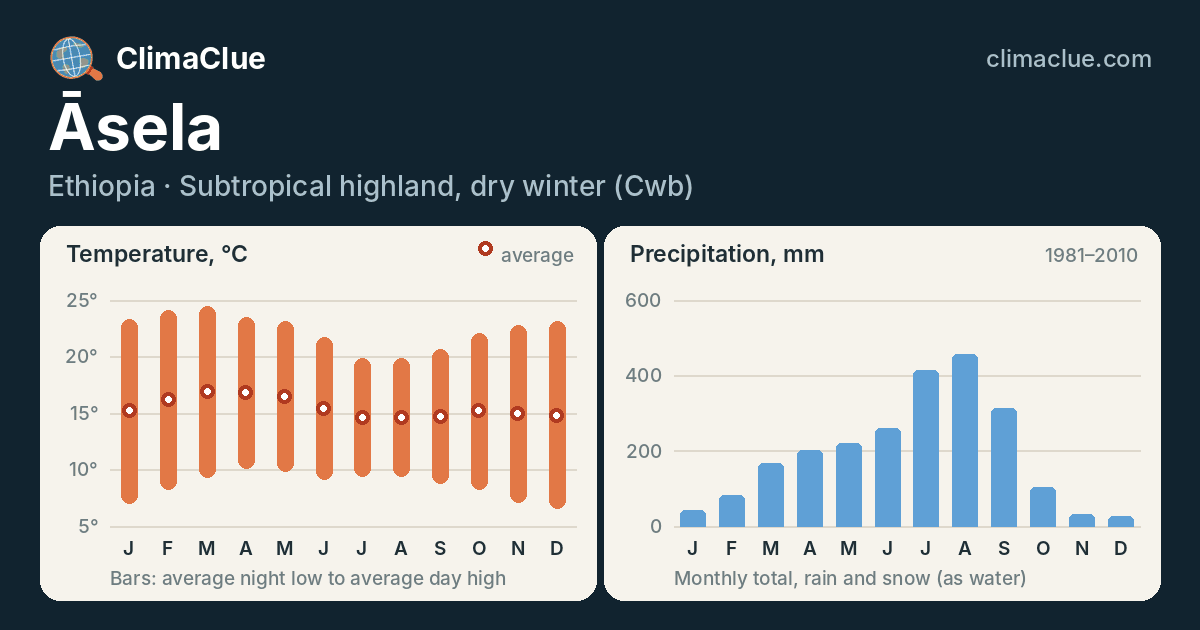 ClimaClue
climaclue.com
Āsela
Ethiopia · Subtropical highland, dry winter (Cwb)
Temperature, °C
average
25°
20°
15°
10°
5°
J F M A M J J A S O N D
Bars: average night low to average day high
Precipitation, mm
1981–2010
600
400
200
0
J F M A M J J A S O N D
Monthly total, rain and snow (as water)